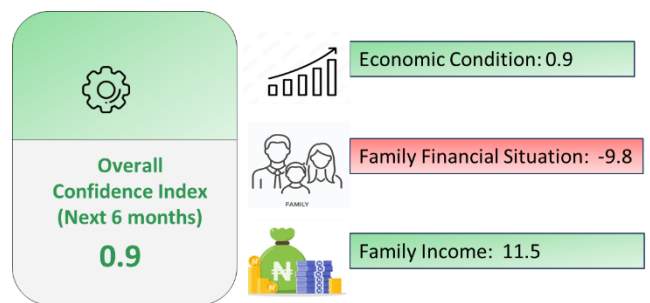 Overall
Confidence Index
(Next 6 months)
0.9
Economic Condition: 0.9
FAMILY
Family Financial Situation: -9.8
₦
Family Income: 11.5